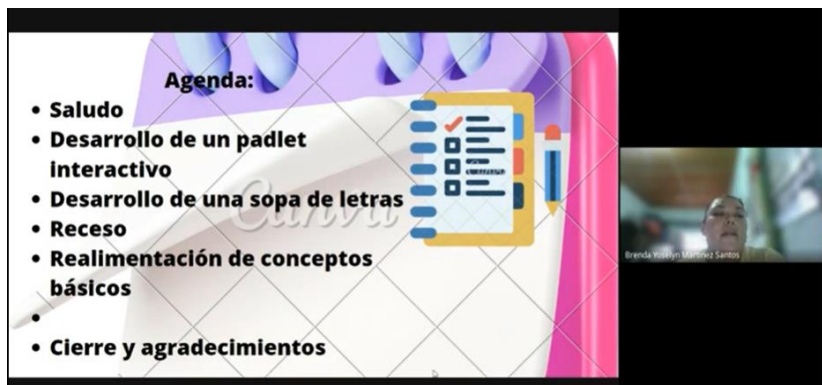 Agenda:
• Saludo
• Desarrollo de un padlet
interactivo
• Desarrollo de una sopa de letras
• Receso
• Realimentación de conceptos
básicos
•
• Cierre y agradecimientos
Canva
Brenda Yoselyn Martinez Santos